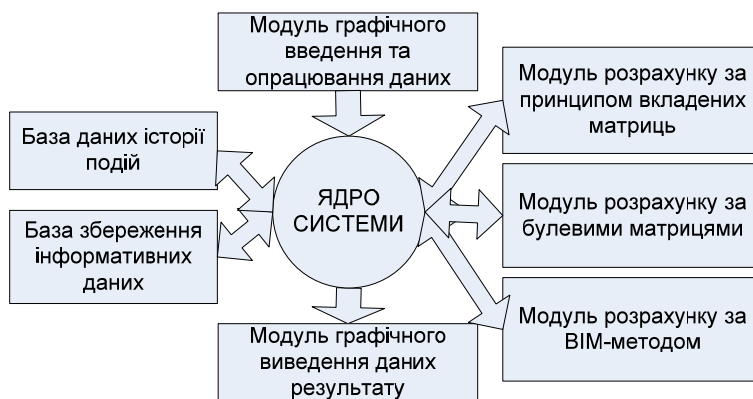 Модуль графічного
введення та
опрацювання даних
База даних історії
подій
База збереження
інформативних
даних
ЯДРО
СИСТЕМИ
Модуль розрахунку за
принципом вкладених
матриць
Модуль розрахунку за
булевими матрицями
Модуль розрахунку за
ВІМ-методом
Модуль графічного
виведення даних
результату